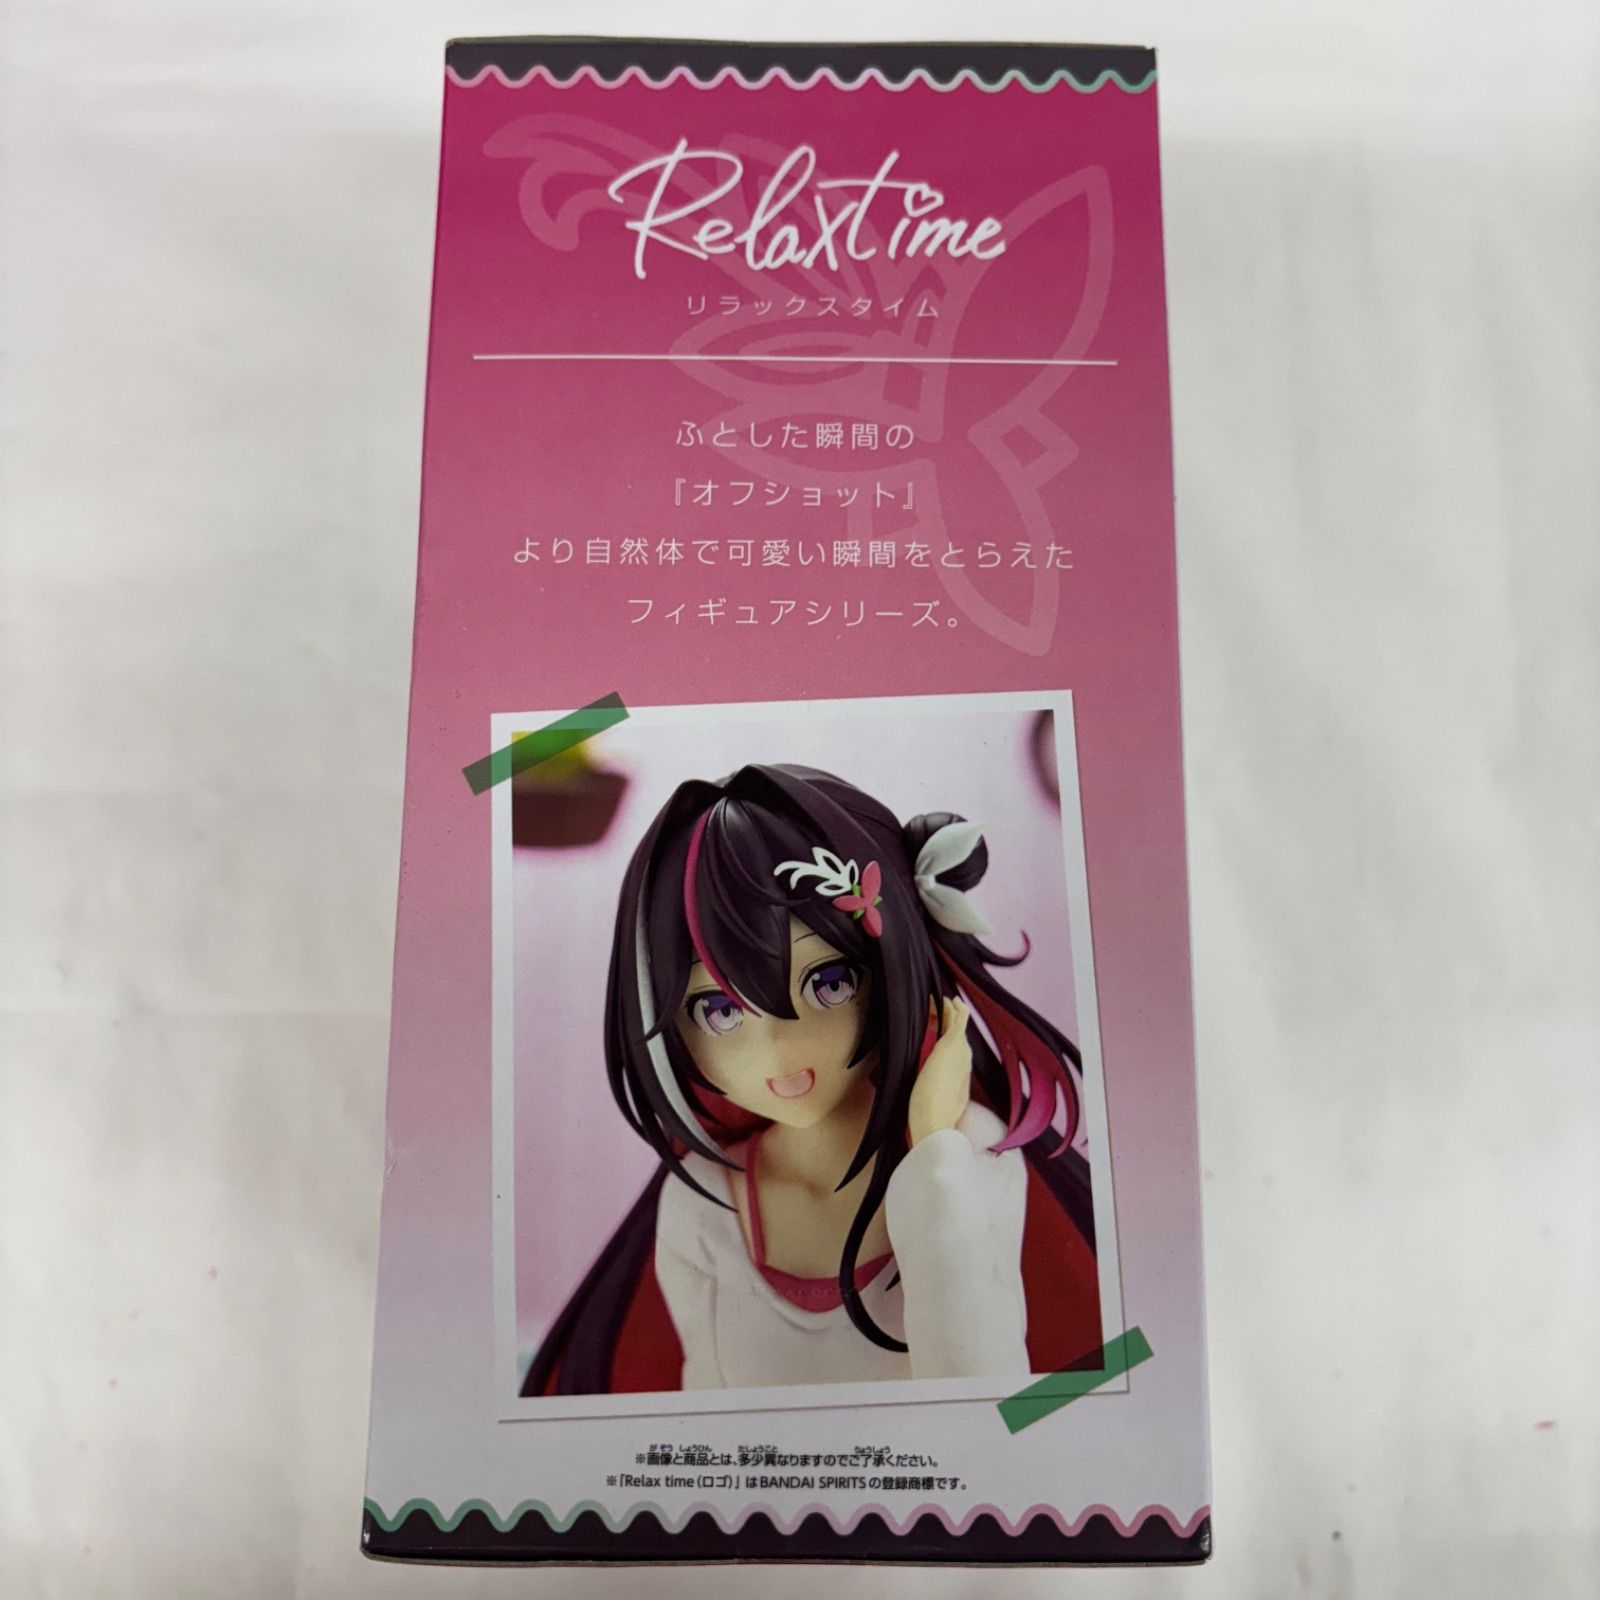 Relax time
リラックスタイム
ふとした瞬間の
『オフショット』
より自然体で可愛い瞬間をとらえた
フィギュアシリーズ。
※画像と商品とは、多少異なりますのでご了承ください。
※「Relax time(ロゴ)」はBANDAI SPIRITSの登録商標です。